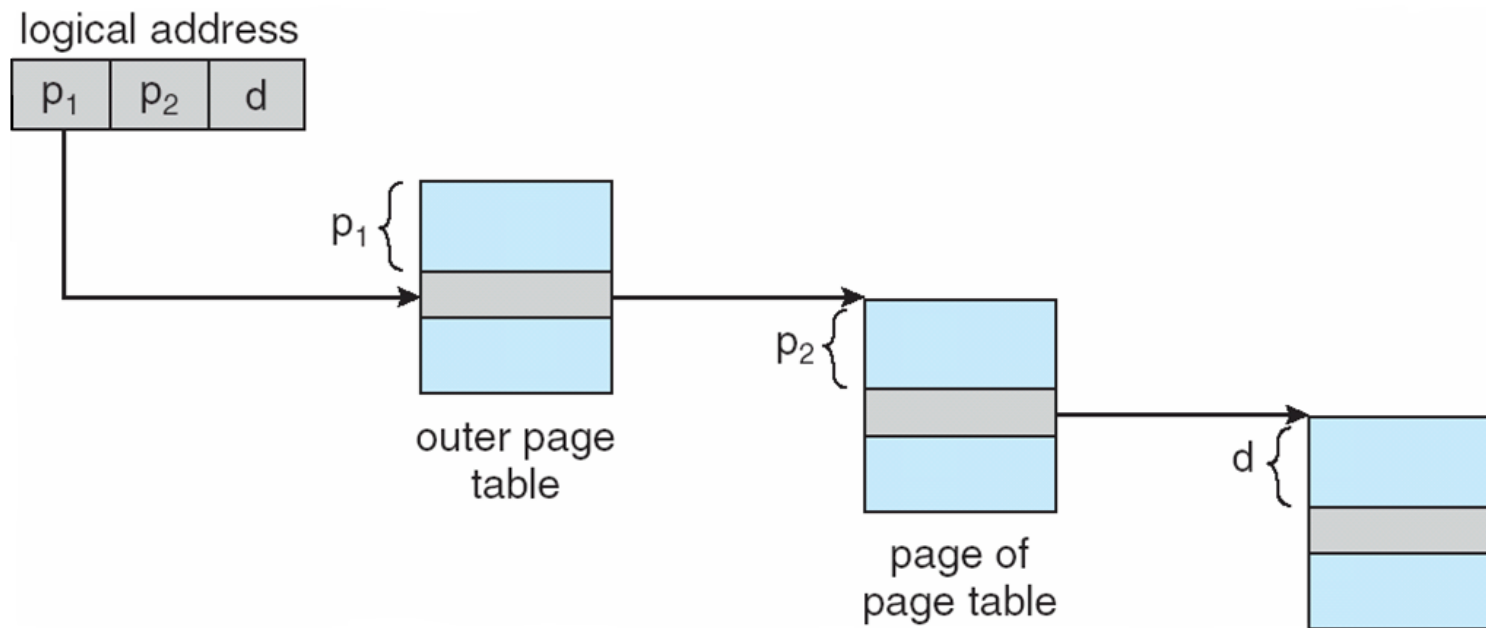 logical address
p₁ p₂ d
p₁
outer page
table
p₂
page of
page table
d